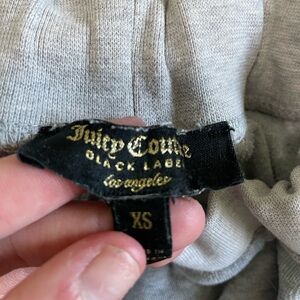 Juicy Couture
BLACK LABEL
los angeles
XS